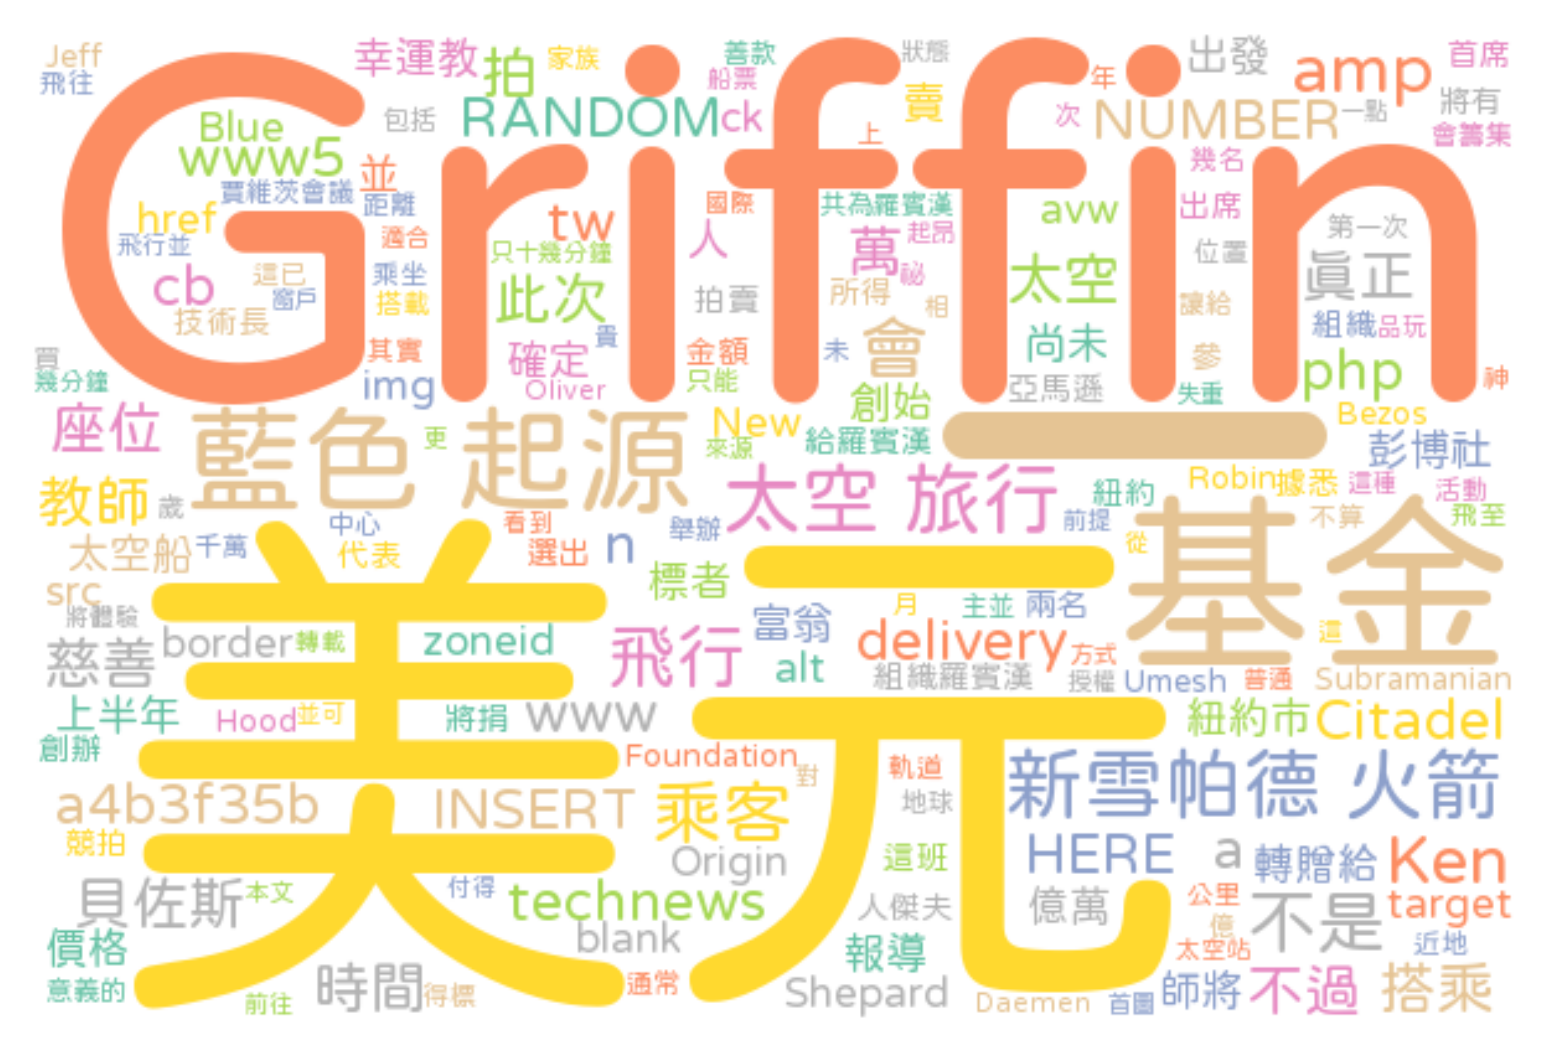 Jeff
幸運教
拍
家族
善款
狀態
出發
amp
首席
飛往
船票
年
Griffin
包括
RANDOM
ck
賣
次
NUMBER
一點
將有
Blue
上
會籌集
www5
並
幾名
賈維茨會議
距離
國際
共為羅賓漢
avw
出席
href
tw
人
起昂
第一次
飛行並
適合
只十幾分鐘
萬
位置
cb
這已
乘坐
此次
祕
太空
眞正
窗戶
搭載
拍賣
所得
相
讓給
技術長
貴
會
尚未
組織
品玩
買
其實
確定
金額
未
參
php
幾分鐘
img
Oliver
只能
亞馬遜
失重
神
座位
藍色 起源
更
New
創始
一
Bezos
來源
給羅賓漢
彭博社
教師
歲
太空 旅行
紐約
Robin
據悉
這種
活動
中心
看到
舉辦
前提
基金
不算
飛至
太空船
千萬
代表
選出
n
從
src
美元
標者
將體驗
富翁
月
主並
兩名
這
慈善
border
轉載
zoneid
飛行
alt
delivery
方式
組織羅賓漢
授權
Umesh
普通
Subramanian
上半年
Hood
並可
將捐
www
紐約市
Citadel
創辦
Foundation
對
軌道
新雪帕德 火箭
a4b3f35b
INSERT
乘客
地球
競拍
Origin
這班
HERE
a
轉贈給
Ken
貝佐斯
本文
付得
technews
人傑夫
億萬
公里
target
億
不是
價格
blank
報導
太空站
近地
意義的
前往
時間
得標
通常
Shepard
Daemen
首圖
師將
不過
搭乘